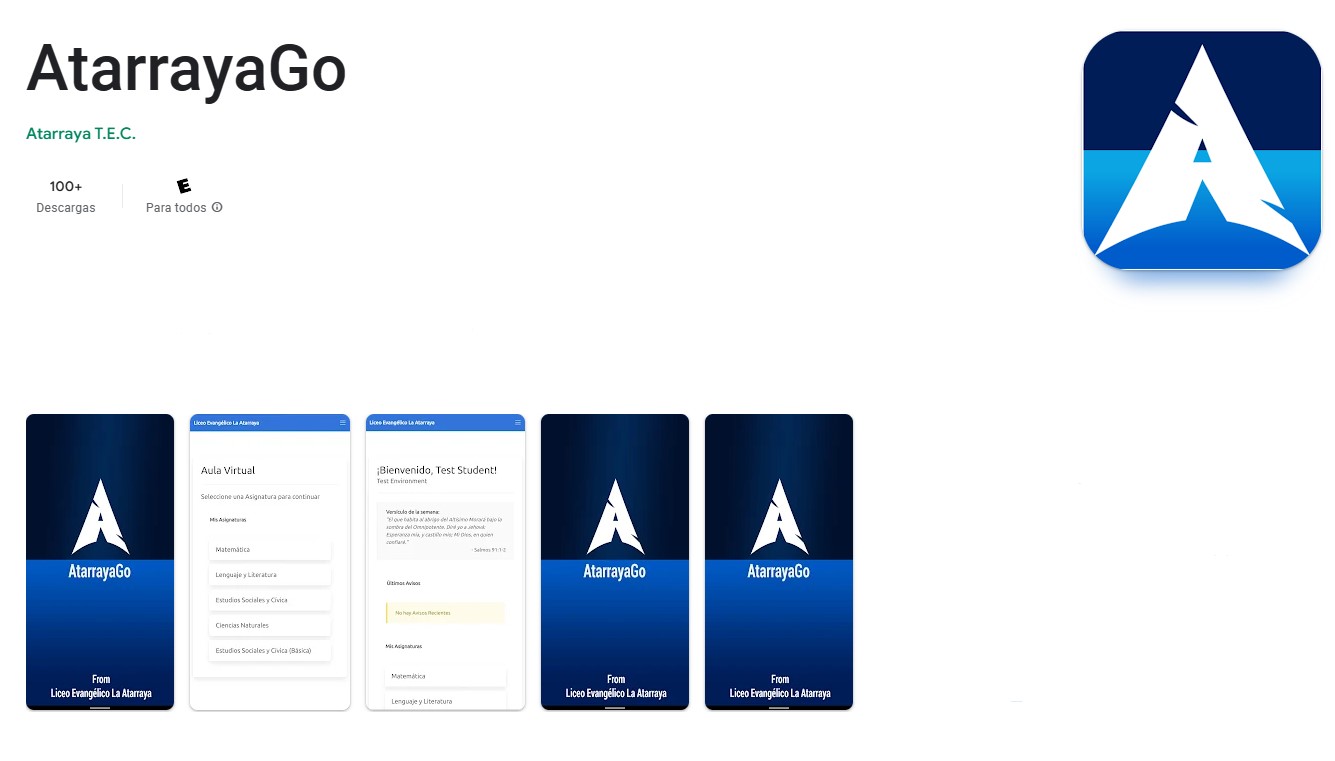 AtarrayaGo
Atarraya T.E.C.
100+
Descargas
E
Para todos
AtarrayaGo
From
Liceo Evangélico La Atarraya
Liceo Evangélico La Atarraya
Aula Virtual
Seleccione una Asignatura para continuar
Mis Asignaturas
Matemática
Lenguaje y Literatura
Estudios Sociales y Cívica
Ciencias Naturales
Estudios Sociales y Cívica (Básica)
Liceo Evangélico La Atarraya
¡Bienvenido, Test Student!
Test Environment
Versículo de la semana:
"El que habita al abrigo del Altísimo Morará bajo la
sombra del Omnipotente. Diré yo a Jehová:
Esperanza mía, y castillo mío; Mi Dios, en quien
confiaré."
- Salmos 91:1-2
Últimos Avisos
No hay Avisos Recientes
Mis Asignaturas
Matemática
Lenguaje y Literatura
AtarrayaGo
From
Liceo Evangélico La Atarraya
AtarrayaGo
From
Liceo Evangélico La Atarraya